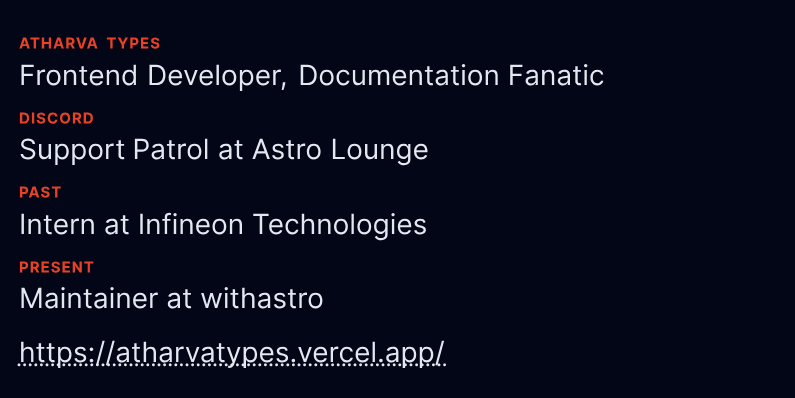 ATHARVA TYPES
Frontend Developer, Documentation Fanatic
DISCORD
Support Patrol at Astro Lounge
PAST
Intern at Infineon Technologies
PRESENT
Maintainer at withastro
https://atharvatypes.vercel.app/